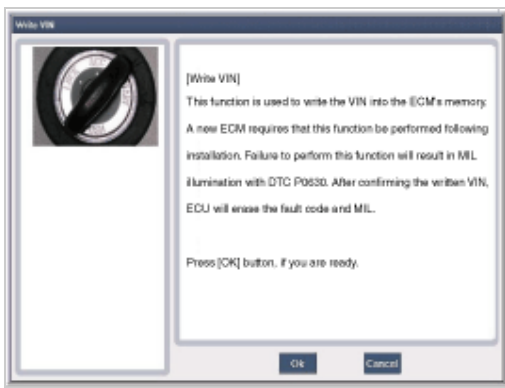 Write VIN
[Write VIN]
This function is used to write the VIN into the ECM's memory.
A new ECM requires that this function be performed following
installation. Failure to perform this function will result in MIL
illumination with DTC P0630. After confirming the written VIN,
ECU will erase the fault code and MIL.
Press [OK] button, if you are ready.
Ok
Cancel